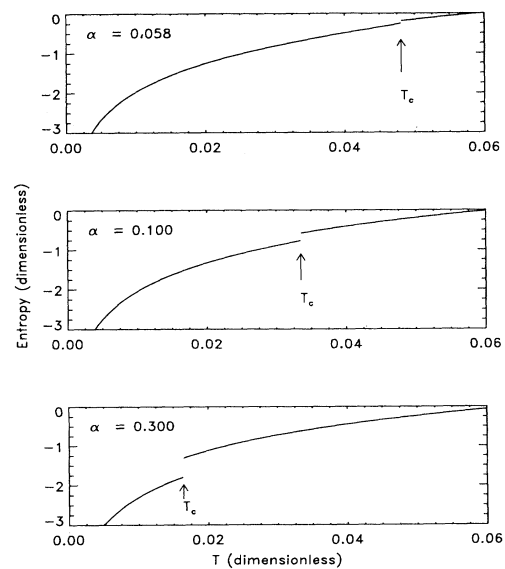 0
α = 0.058
-1
-2
T_c
-3
0.00 0.02 0.04 0.06
0
α = 0.100
-1
-2
T_c
-3
0.00 0.02 0.04 0.06
Entropy (dimensionless)
0
α = 0.300
-1
-2
T_c
-3
0.00 0.02 0.04 0.06
T (dimensionless)